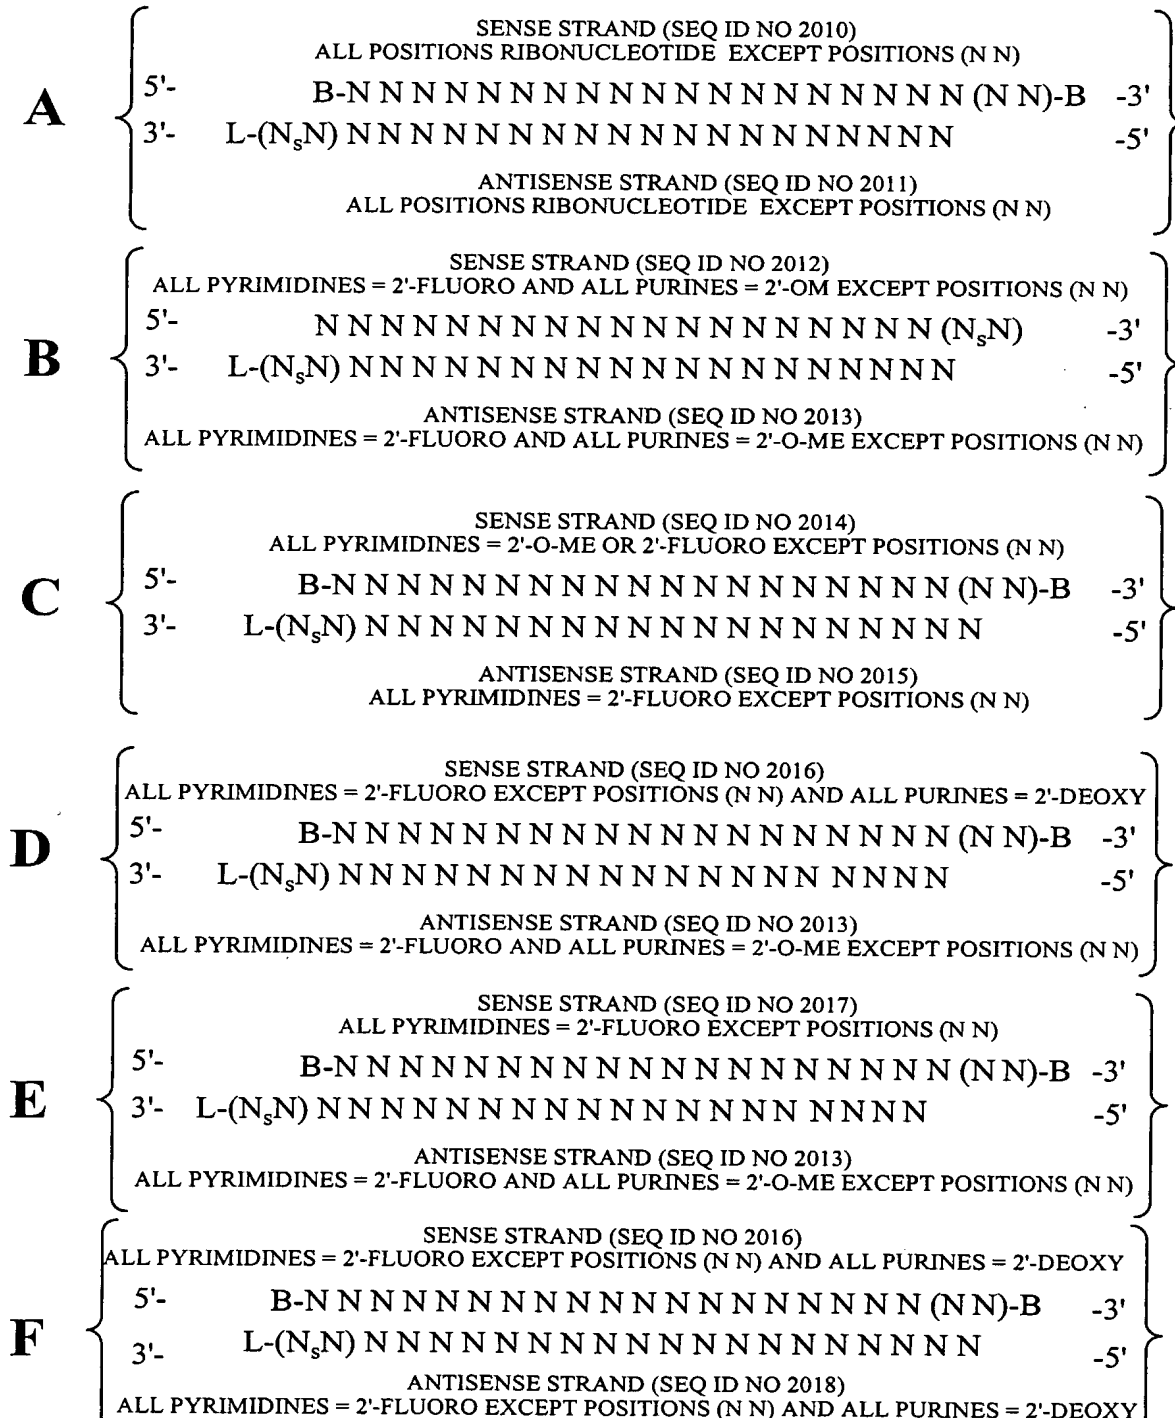 SENSE STRAND (SEQ ID NO 2010)
ALL POSITIONS RIBONUCLEOTIDE EXCEPT POSITIONS (N N)
A
5'- B-N N N N N N N N N N N N N N N N N N N (N N)-B -3'
3'- L-(NₛN) N N N N N N N N N N N N N N N N N N N -5'
ANTISENSE STRAND (SEQ ID NO 2011)
ALL POSITIONS RIBONUCLEOTIDE EXCEPT POSITIONS (N N)
SENSE STRAND (SEQ ID NO 2012)
ALL PYRIMIDINES = 2'-FLUORO AND ALL PURINES = 2'-OM EXCEPT POSITIONS (N N)
B
5'- N N N N N N N N N N N N N N N N N N N (NₛN) -3'
3'- L-(NₛN) N N N N N N N N N N N N N N N N N N N -5'
ANTISENSE STRAND (SEQ ID NO 2013)
ALL PYRIMIDINES = 2'-FLUORO AND ALL PURINES = 2'-O-ME EXCEPT POSITIONS (N N)
SENSE STRAND (SEQ ID NO 2014)
ALL PYRIMIDINES = 2'-O-ME OR 2'-FLUORO EXCEPT POSITIONS (N N)
C
5'- B-N N N N N N N N N N N N N N N N N N N (N N)-B -3'
3'- L-(NₛN) N N N N N N N N N N N N N N N N N N N -5'
ANTISENSE STRAND (SEQ ID NO 2015)
ALL PYRIMIDINES = 2'-FLUORO EXCEPT POSITIONS (N N)
SENSE STRAND (SEQ ID NO 2016)
ALL PYRIMIDINES = 2'-FLUORO EXCEPT POSITIONS (N N) AND ALL PURINES = 2'-DEOXY
D
5'- B-N N N N N N N N N N N N N N N N N N N (N N)-B -3'
3'- L-(NₛN) N N N N N N N N N N N N N N N N N N N -5'
ANTISENSE STRAND (SEQ ID NO 2013)
ALL PYRIMIDINES = 2'-FLUORO AND ALL PURINES = 2'-O-ME EXCEPT POSITIONS (N N)
SENSE STRAND (SEQ ID NO 2017)
ALL PYRIMIDINES = 2'-FLUORO EXCEPT POSITIONS (N N)
E
5'- B-N N N N N N N N N N N N N N N N N N N (N N)-B -3'
3'- L-(NₛN) N N N N N N N N N N N N N N N N N N N -5'
ANTISENSE STRAND (SEQ ID NO 2013)
ALL PYRIMIDINES = 2'-FLUORO AND ALL PURINES = 2'-O-ME EXCEPT POSITIONS (N N)
SENSE STRAND (SEQ ID NO 2016)
ALL PYRIMIDINES = 2'-FLUORO EXCEPT POSITIONS (N N) AND ALL PURINES = 2'-DEOXY
F
5'- B-N N N N N N N N N N N N N N N N N N N (N N)-B -3'
3'- L-(NₛN) N N N N N N N N N N N N N N N N N N N -5'
ANTISENSE STRAND (SEQ ID NO 2018)
ALL PYRIMIDINES = 2'-FLUORO EXCEPT POSITIONS (N N) AND ALL PURINES = 2'-DEOXY